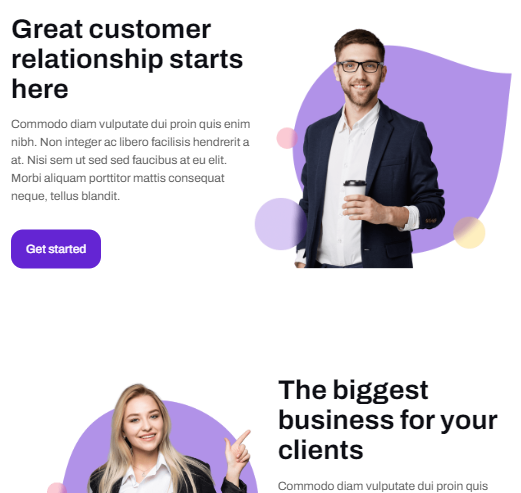 Great customer
relationship starts
here
Commodo diam vulputate dui proin quis enim
nibh. Non integer ac libero facilisis hendrerit a
at. Nisi sem ut sed sed faucibus at eu elit.
Morbi aliquam porttitor mattis consequat
neque, tellus blandit.
Get started
The biggest
business for your
clients
Commodo diam vulputate dui proin quis